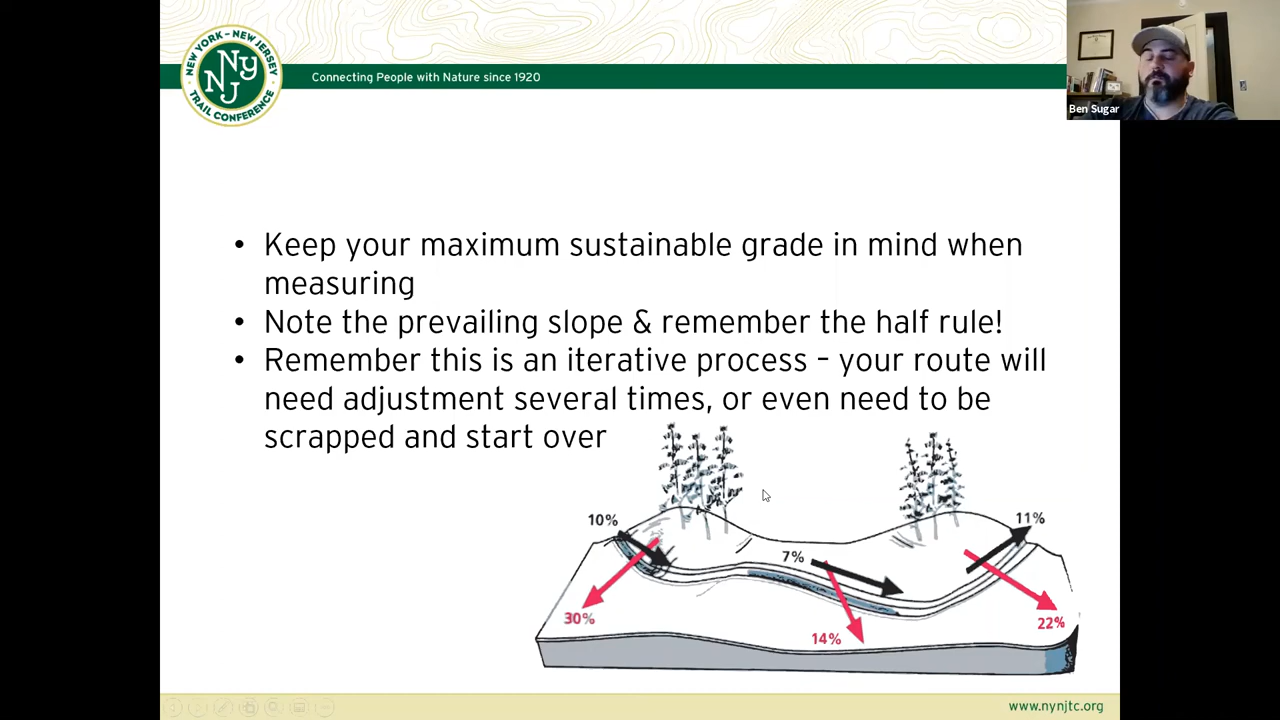 NEW YORK – NEW JERSEY
NY
NJ
TRAIL CONFERENCE
Connecting People with Nature since 1920
Ben Sugar
• Keep your maximum sustainable grade in mind when
measuring
• Note the prevailing slope & remember the half rule!
• Remember this is an iterative process – your route will
need adjustment several times, or even need to be
scrapped and start over
10%
11%
7%
30%
14%
22%
www.nynjtc.org